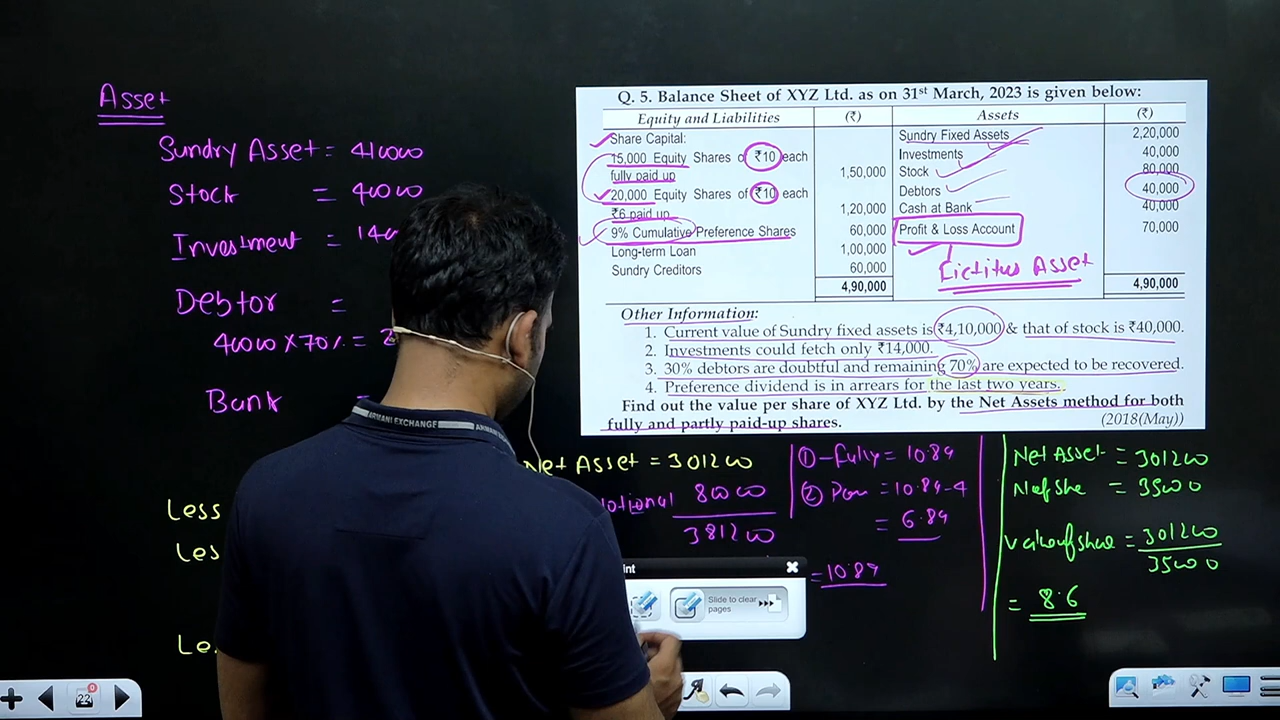 Asset
Sundry Asset = 410000
Stock = 40000
Investment = 140
Debtor =
40000 X 70% = 2
Bank =
Less
Les
Le
Q. 5. Balance Sheet of XYZ Ltd. as on 31st March, 2023 is given below:
Equity and Liabilities (₹) Assets (₹)
Share Capital: Sundry Fixed Assets 2,20,000
15,000 Equity Shares of ₹10 each Investments 40,000
fully paid up 1,50,000 Stock 80,000
20,000 Equity Shares of ₹10 each Debtors 40,000
₹6 paid up 1,20,000 Cash at Bank 40,000
9% Cumulative Preference Shares 60,000 Profit & Loss Account 70,000
Long-term Loan 1,00,000
Sundry Creditors 60,000
4,90,000 4,90,000
Fictitus Asset
Other Information:
1. Current value of Sundry fixed assets is ₹4,10,000 & that of stock is ₹40,000.
2. Investments could fetch only ₹14,000.
3. 30% debtors are doubtful and remaining 70% are expected to be recovered.
4. Preference dividend is in arrears for the last two years.
Find out the value per share of XYZ Ltd. by the Net Assets method for both
fully and partly paid-up shares. (2018(May))
Net Asset = 301200
otional 80000
381200
= 10.89
① - fully = 10.89
② = 10.89-4
= 6.89
Net Asset = 301200
N of She = 35000
Value of share = 301200
35000
= 8.6
ARMANI EXCHANGE
int
Slide to clear
pages
22
0